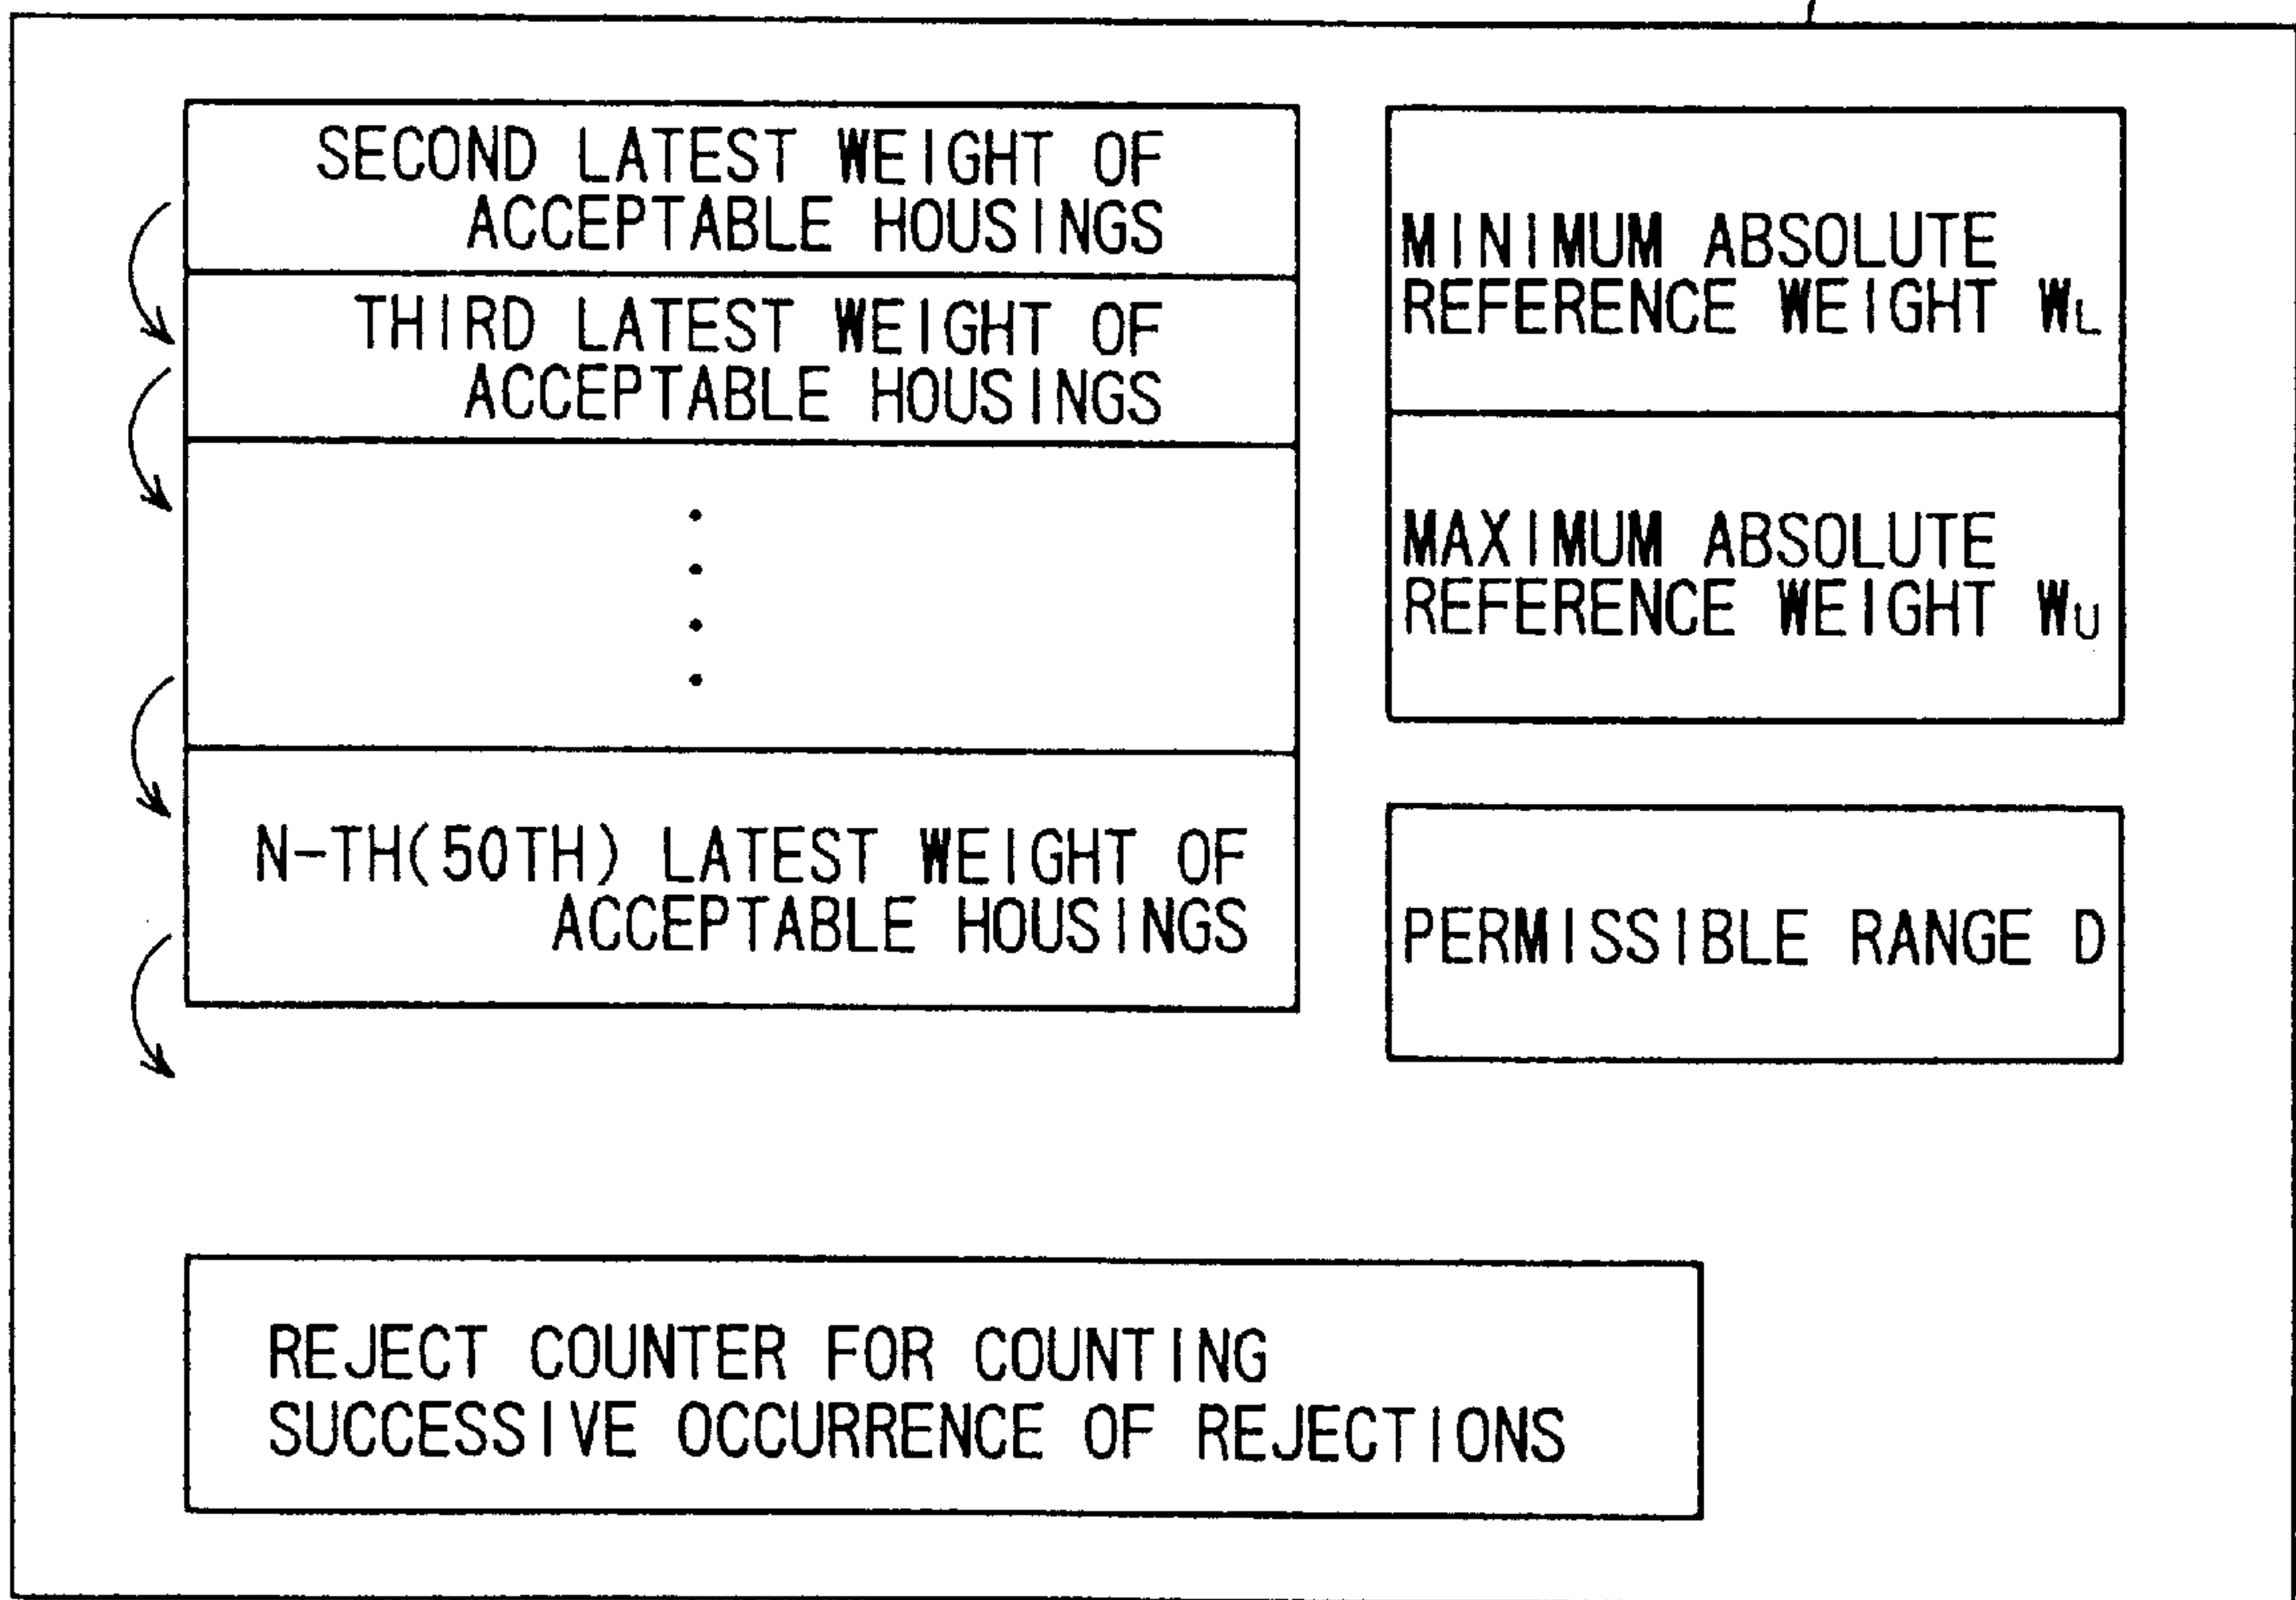 SECOND LATEST WEIGHT OF
ACCEPTABLE HOUSINGS
THIRD LATEST WEIGHT OF
ACCEPTABLE HOUSINGS
N-TH(50TH) LATEST WEIGHT OF
ACCEPTABLE HOUSINGS
MINIMUM ABSOLUTE
REFERENCE WEIGHT WL
MAXIMUM ABSOLUTE
REFERENCE WEIGHT WU
PERMISSIBLE RANGE D
REJECT COUNTER FOR COUNTING
SUCCESSIVE OCCURRENCE OF REJECTIONS